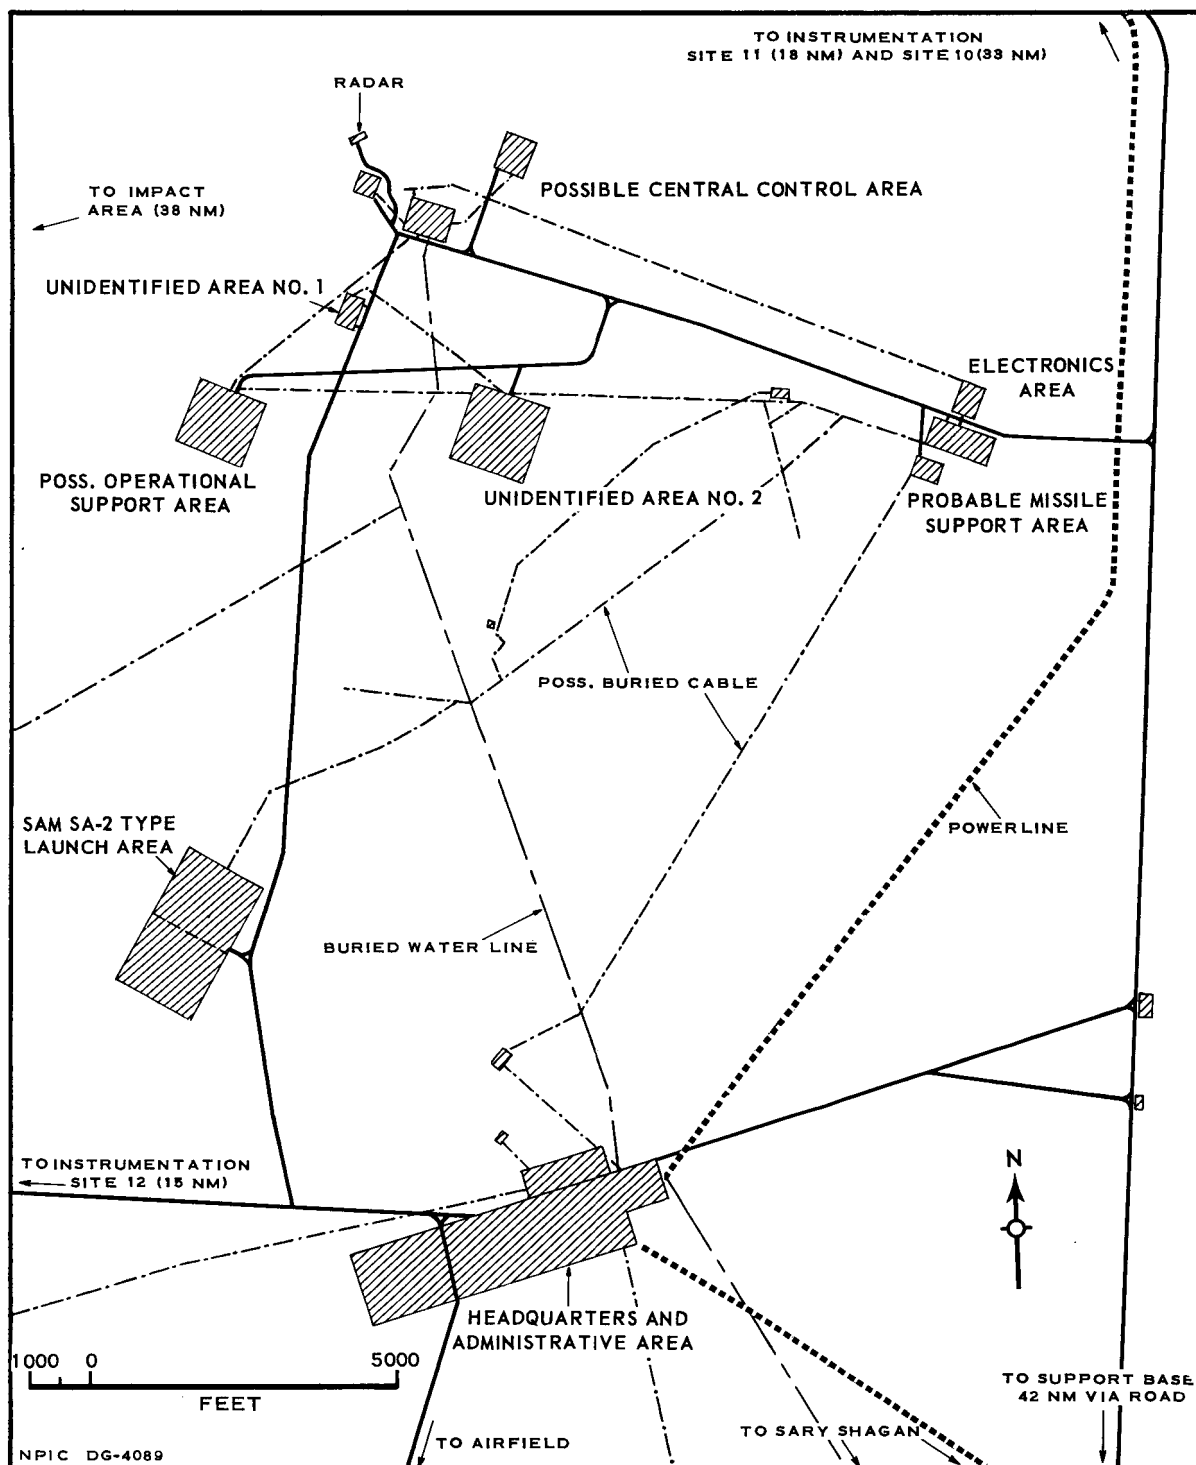 TO INSTRUMENTATION
SITE 11 (18 NM) AND SITE 10 (33 NM)
RADAR
TO IMPACT
AREA (38 NM)
POSSIBLE CENTRAL CONTROL AREA
UNIDENTIFIED AREA NO. 1
ELECTRONICS
AREA
POSS. OPERATIONAL
SUPPORT AREA
UNIDENTIFIED AREA NO. 2
PROBABLE MISSILE
SUPPORT AREA
POSS. BURIED CABLE
SAM SA-2 TYPE
LAUNCH AREA
POWERLINE
BURIED WATER LINE
TO INSTRUMENTATION
SITE 12 (15 NM)
N
HEADQUARTERS AND
ADMINISTRATIVE AREA
1000 0 5000
FEET
TO SUPPORT BASE
42 NM VIA ROAD
TO AIRFIELD
TO SARY SHAGAN
NPIC DG-4089